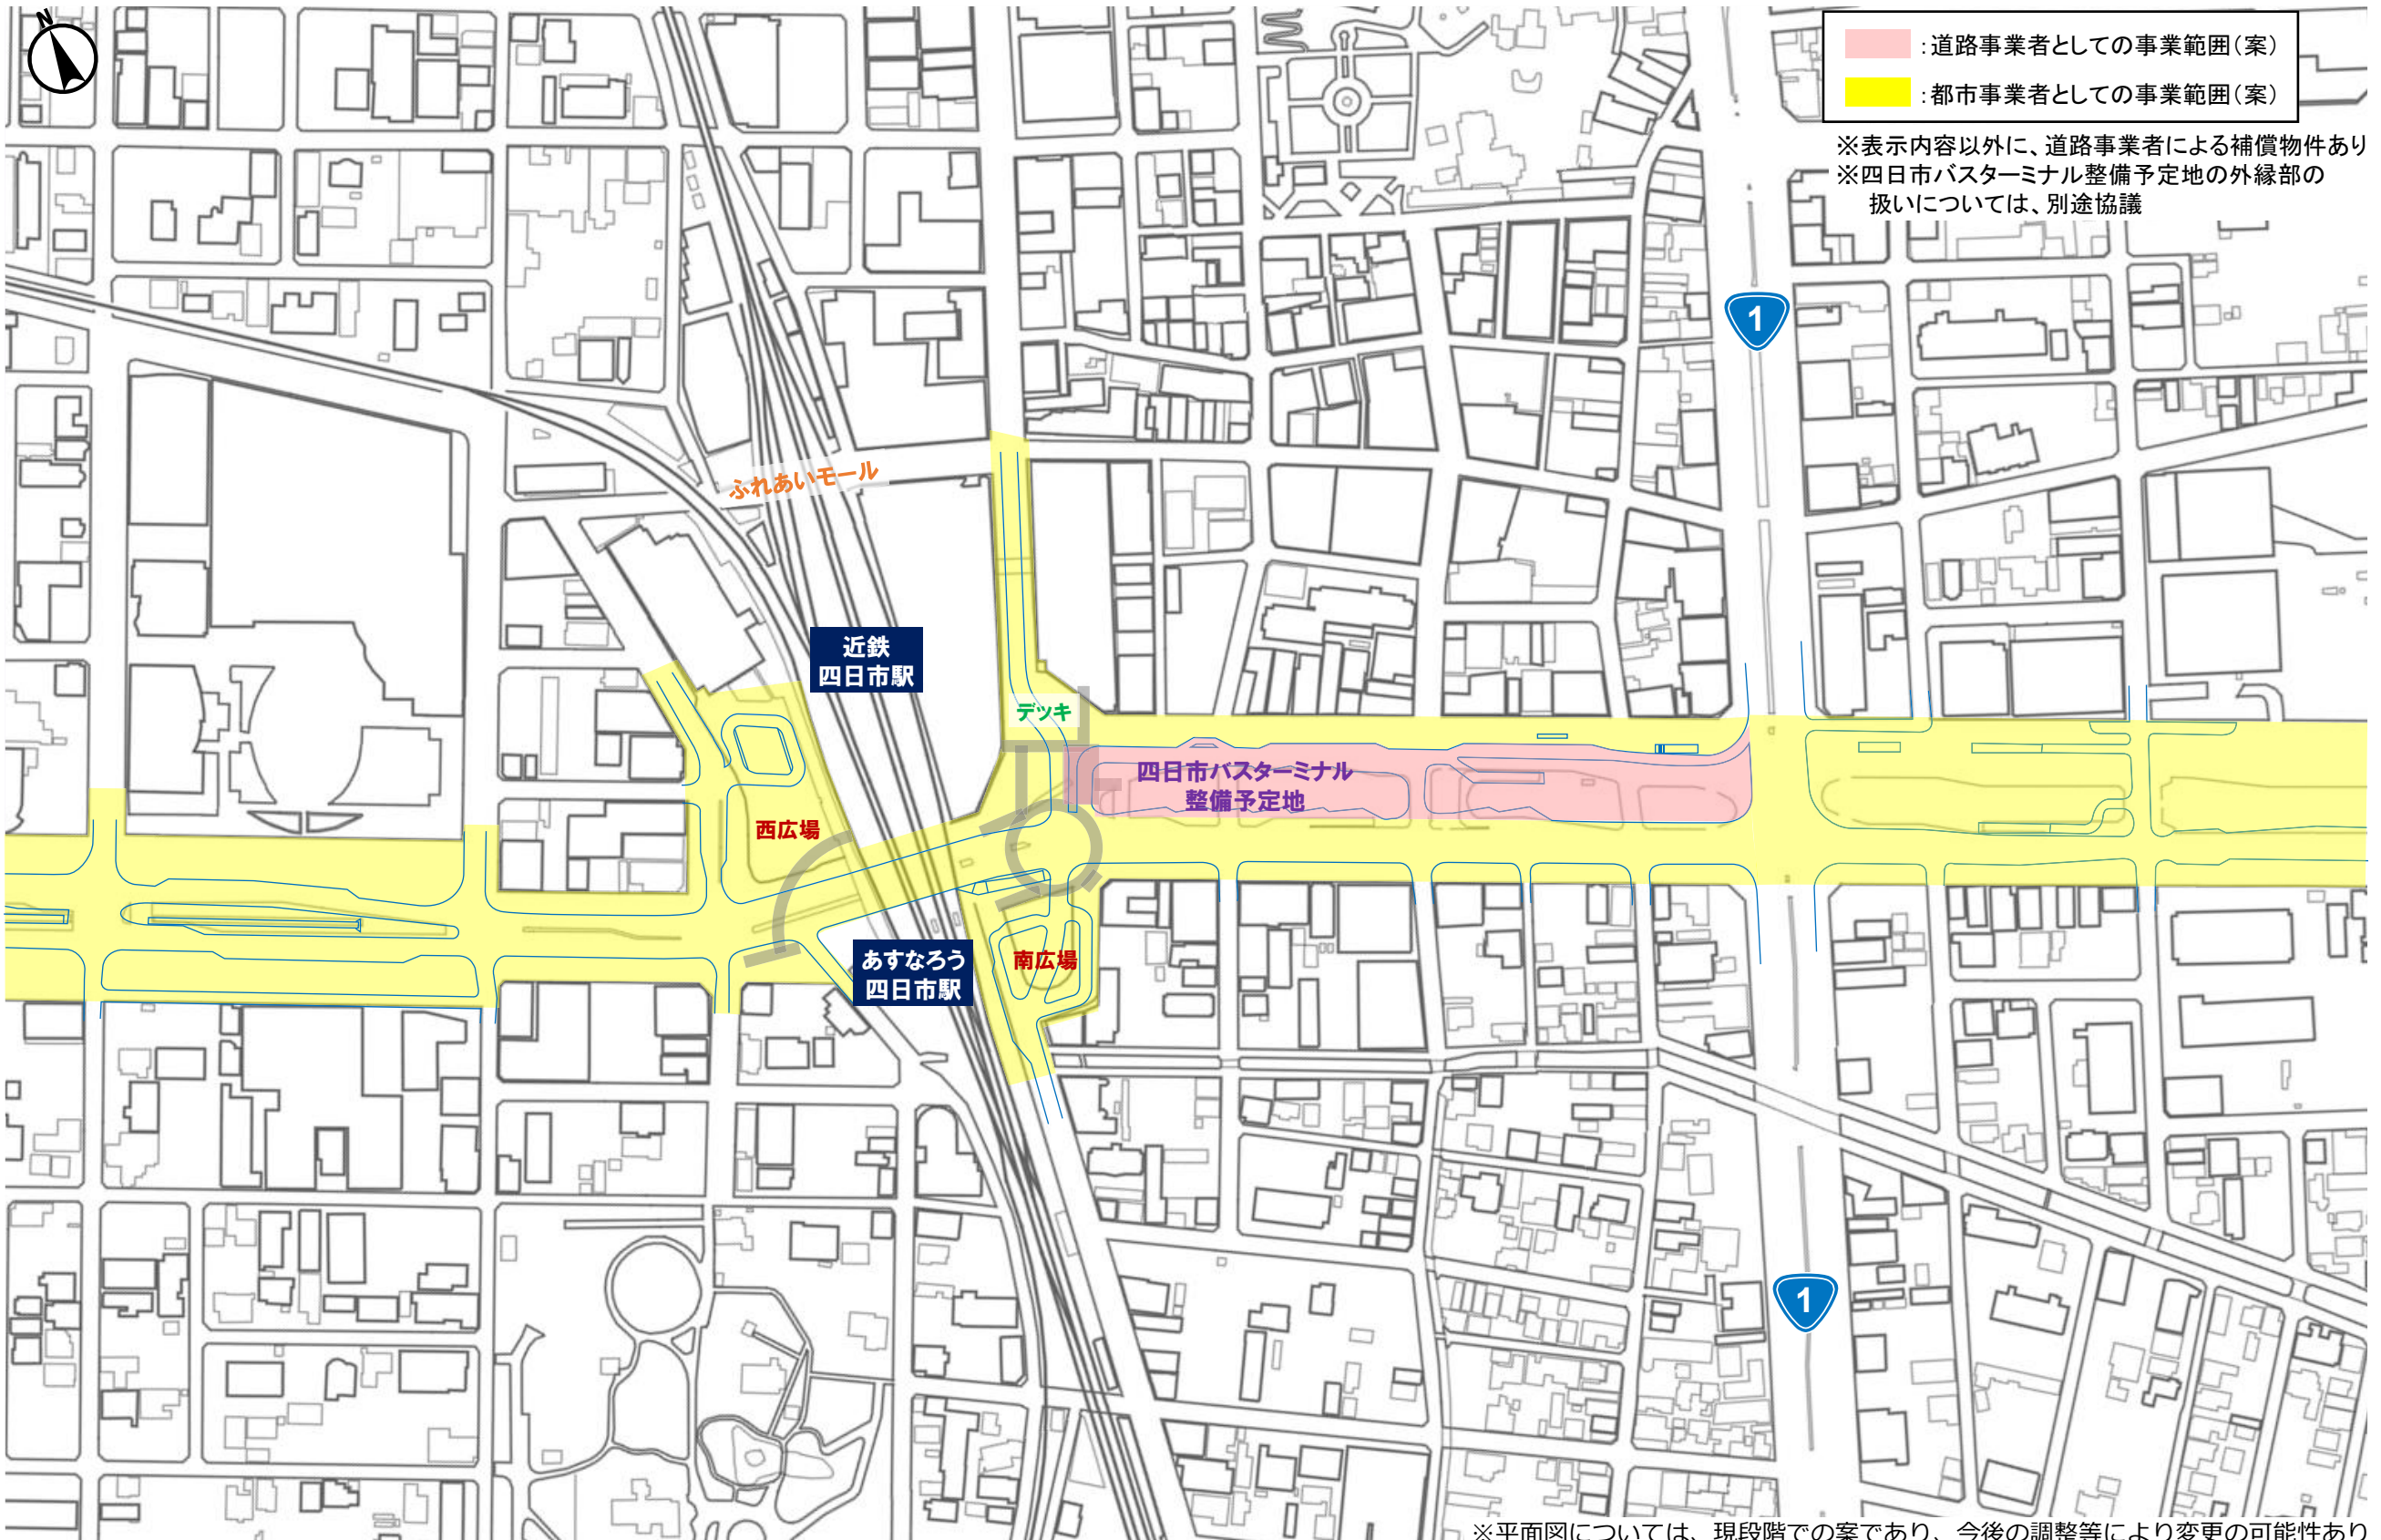 N
：道路事業者としての事業範囲（案）
：都市事業者としての事業範囲（案）
※表示内容以外に、道路事業者による補償物件あり
※四日市バスターミナル整備予定地の外縁部の
扱いについては、別途協議
1
ふれあいモール
近鉄
四日市駅
デッキ
四日市バスターミナル
整備予定地
西広場
あすなろう
四日市駅
南広場
1
※平面図については、現段階での案であり、今後の調整等により変更の可能性あり